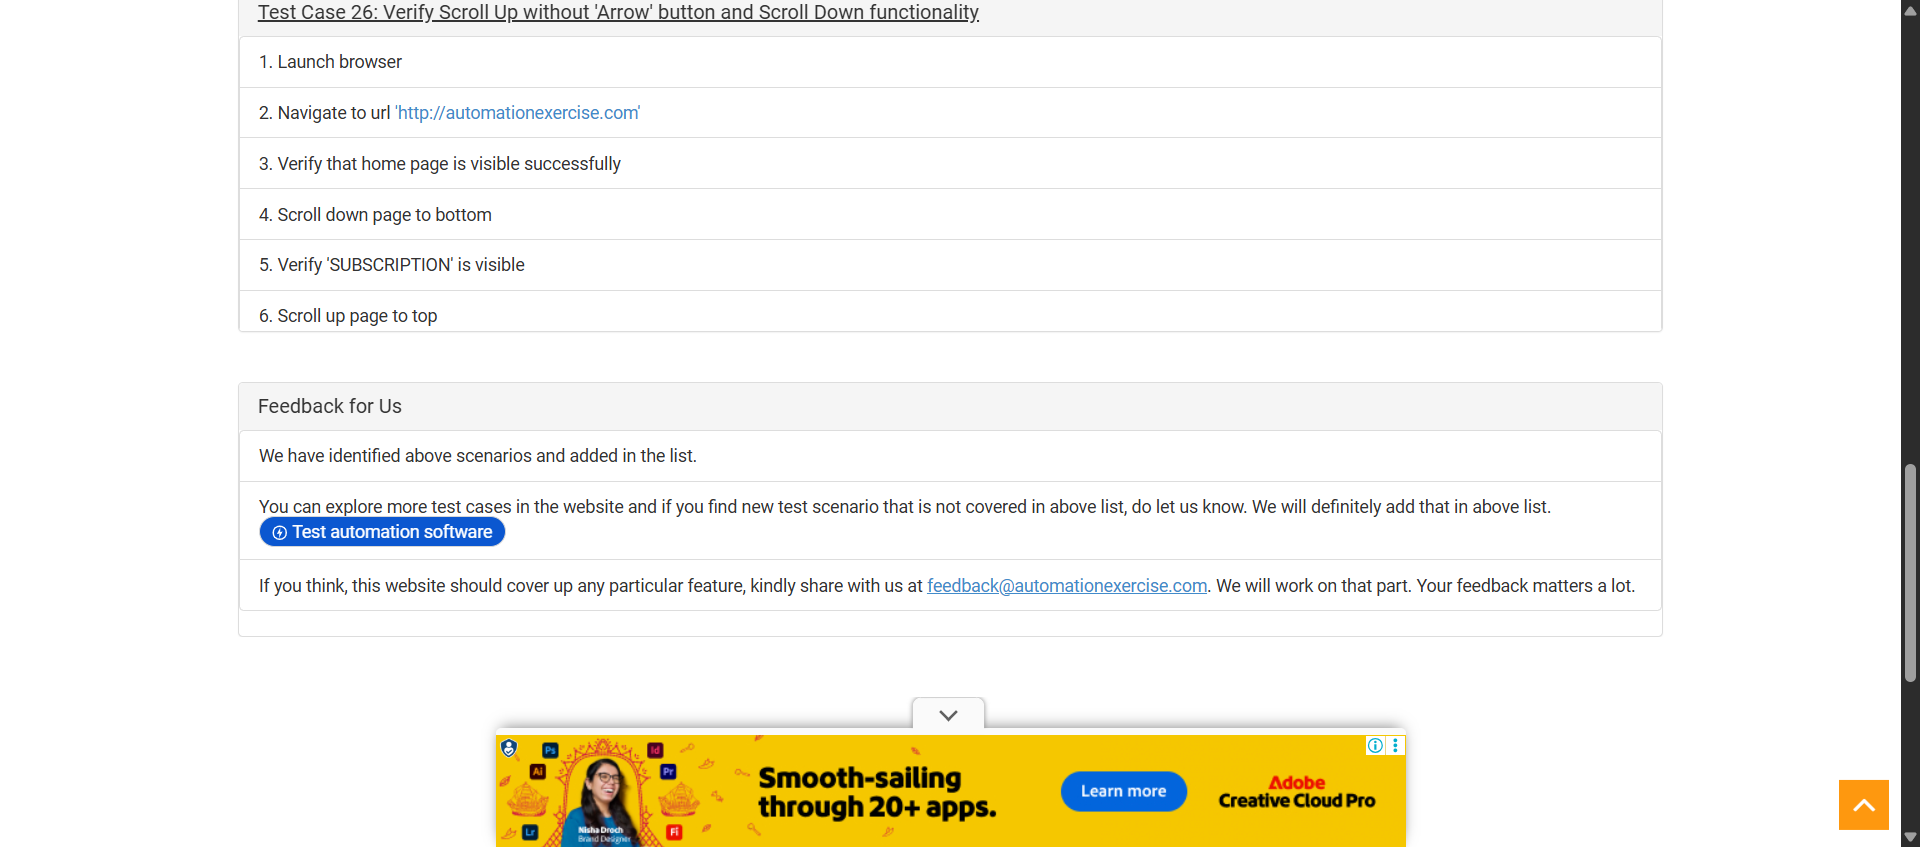 Test Case 26: Verify Scroll Up without 'Arrow' button and Scroll Down functionality
1. Launch browser
2. Navigate to url 'http://automationexercise.com'
3. Verify that home page is visible successfully
4. Scroll down page to bottom
5. Verify 'SUBSCRIPTION' is visible
6. Scroll up page to top
Feedback for Us
We have identified above scenarios and added in the list.
You can explore more test cases in the website and if you find new test scenario that is not covered in above list, do let us know. We will definitely add that in above list.
Test automation software
If you think, this website should cover up any particular feature, kindly share with us at feedback@automationexercise.com. We will work on that part. Your feedback matters a lot.
Ps
Id
Ai
Pr
Lr
Fl
Nisha Droch
Brand Designer
Smooth-sailing
through 20+ apps.
Learn more
Adobe
Creative Cloud Pro